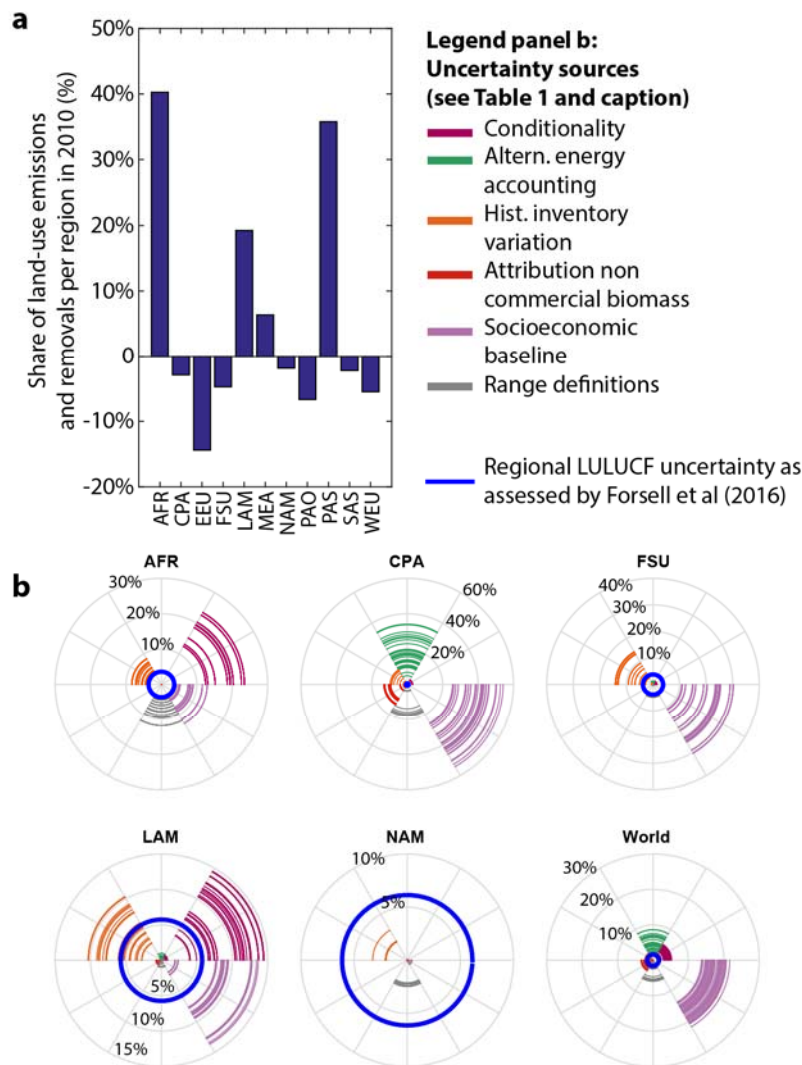 a
50%
40%
30%
20%
10%
0
-10%
-20%
Share of land-use emissions
and removals per region in 2010 (%)
AFR
CPA
EEU
FSU
LAM
MEA
NAM
PAO
PAS
SAS
WEU
Legend panel b:
Uncertainty sources
(see Table 1 and caption)
Conditionality
Altern. energy
accounting
Hist. inventory
variation
Attribution non
commercial biomass
Socioeconomic
baseline
Range definitions
Regional LULUCF uncertainty as
assessed by Forsell et al (2016)
b
AFR
30%
20%
10%
CPA
60%
40%
20%
FSU
40%
30%
20%
10%
LAM
5%
10%
15%
NAM
10%
5%
World
30%
20%
10%